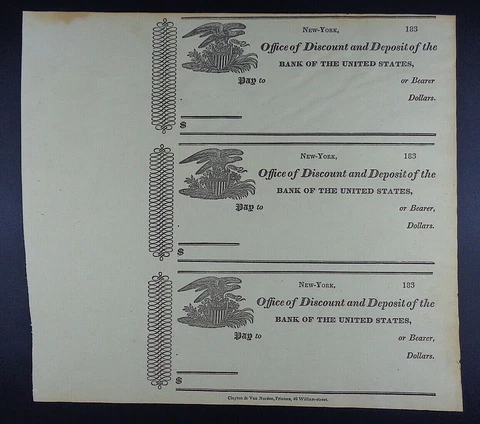 New-York, 183
Office of Discount and Deposit of the
BANK OF THE UNITED STATES,
Pay to or Bearer
Dollars.
$
New-York, 183
Office of Discount and Deposit of the
BANK OF THE UNITED STATES,
Pay to or Bearer,
Dollars.
$
New-York, 183
Office of Discount and Deposit of the
BANK OF THE UNITED STATES,
Pay to or Bearer,
Dollars.
$
Clayton & Van Norden, Printers, 46 William-street.